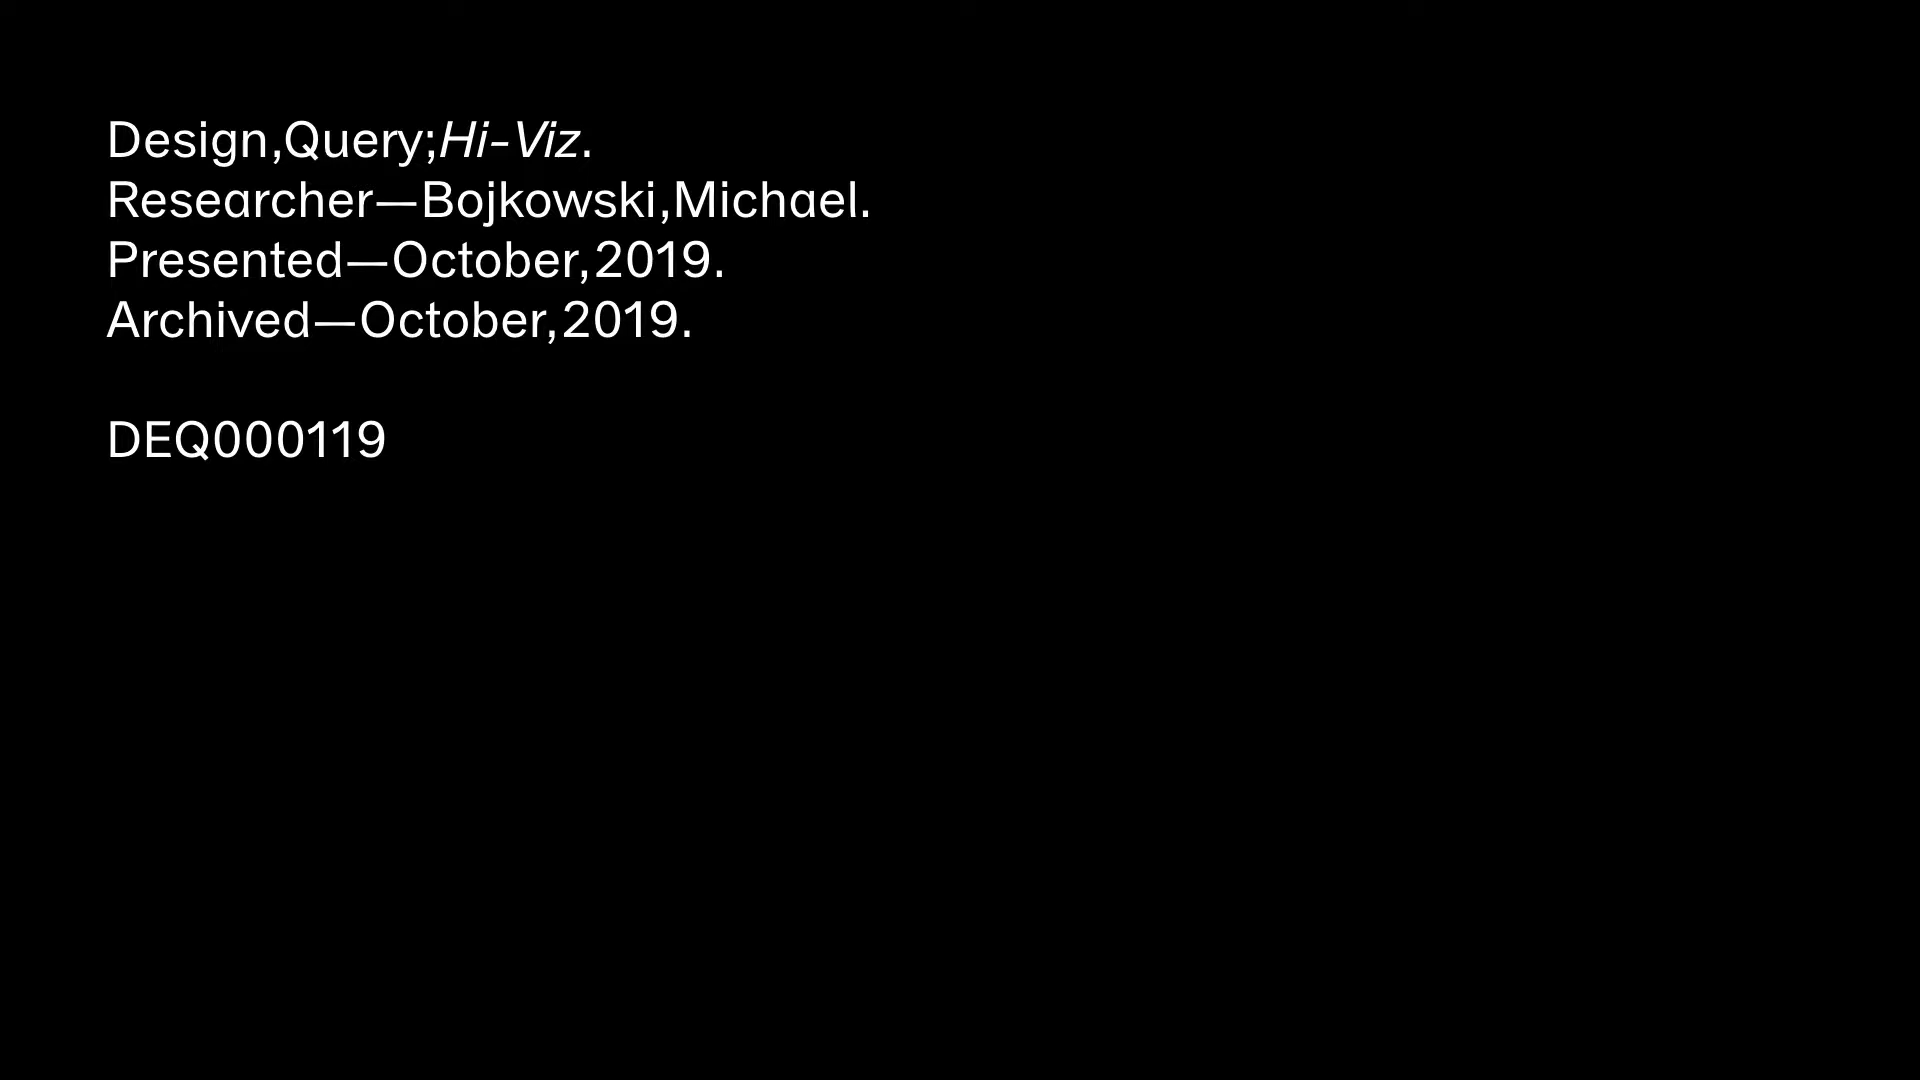 Design,Query;Hi-Viz.
Researcher—Bojkowski,Michael.
Presented—October,2019.
Archived—October,2019.
DEQ000119